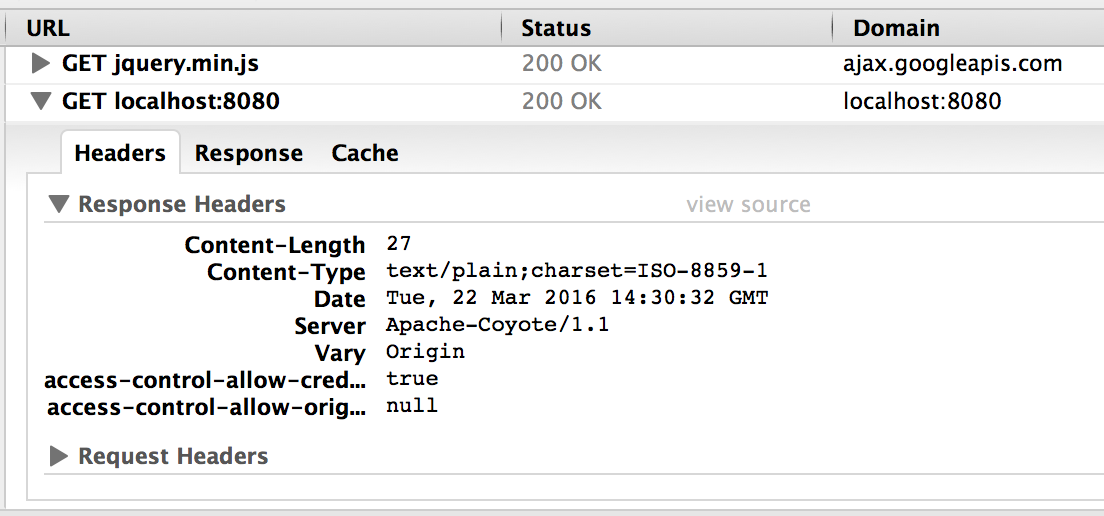 URL Status Domain
GET jquery.min.js 200 OK ajax.googleapis.com
GET localhost:8080 200 OK localhost:8080
Headers Response Cache
Response Headers view source
Content-Length 27
Content-Type text/plain;charset=ISO-8859-1
Date Tue, 22 Mar 2016 14:30:32 GMT
Server Apache-Coyote/1.1
Vary Origin
access-control-allow-cred... true
access-control-allow-orig... null
Request Headers